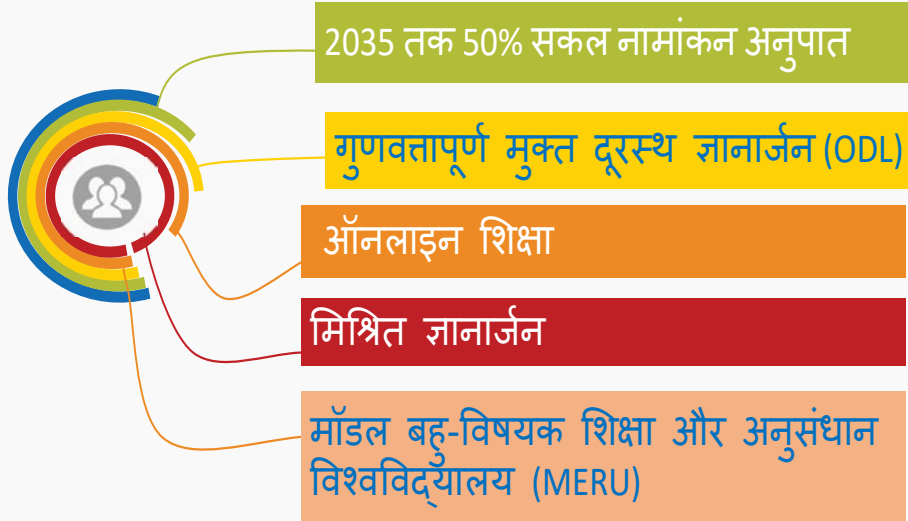 2035 तक 50% सकल नामांकन अनुपात
गुणवत्तापूर्ण मुक्त दूरस्थ ज्ञानार्जन (ODL)
ऑनलाइन शिक्षा
मिश्रित ज्ञानार्जन
मॉडल बहु-विषयक शिक्षा और अनुसंधान
विश्वविद्यालय (MERU)